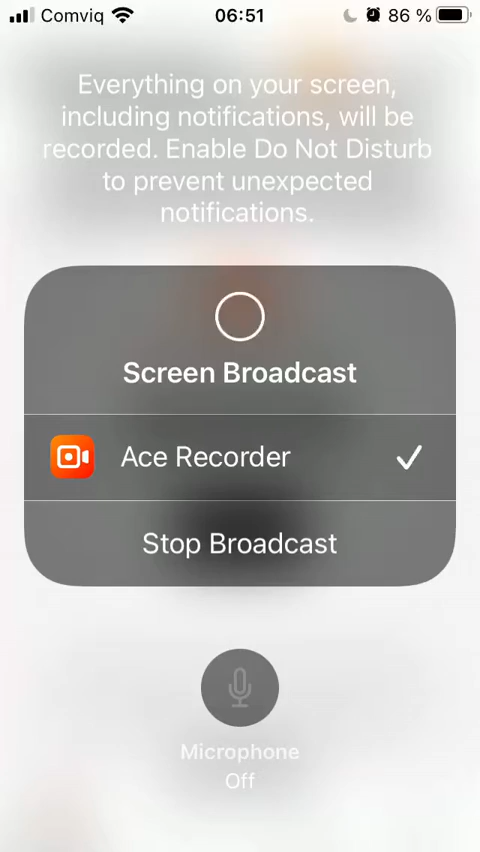 Comviq 06:51 86 %
Everything on your screen,
including notifications, will be
recorded. Enable Do Not Disturb
to prevent unexpected
notifications.
Screen Broadcast
Ace Recorder
Stop Broadcast
Microphone
Off